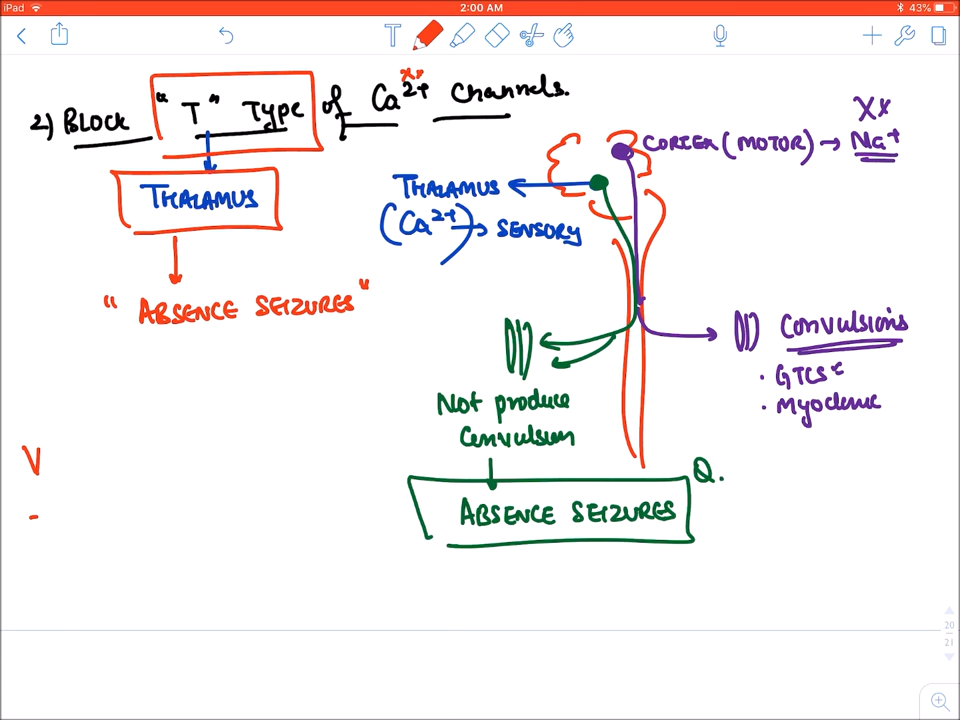 iPad
2:00 AM
43%
T
2) Block "T" Type of Ca2+ Channels.
xx
THALAMUS
"ABSENCE SEIZURES"
xx
CORTEX (MOTOR) → Na+
THALAMUS
(Ca2+) → SENSORY
Convulsions
· GTCS
· Myoclonic
Not produce
Convulsion
Q.
ABSENCE SEIZURES
V
-
20
21